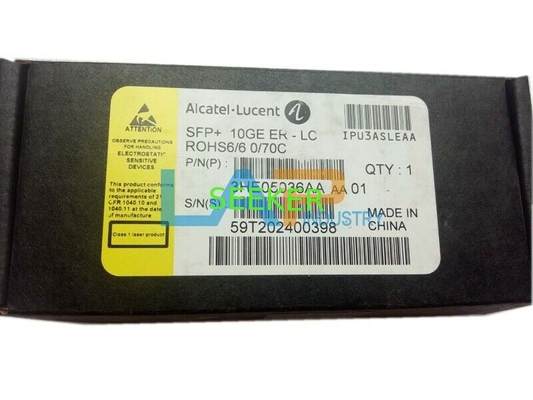 ATTENTION
OBSERVE PRECAUTIONS
FOR HANDLING
ELECTROSTATIC
SENSITIVE
DEVICES
This product conforms
to the applicable
requirements of 21
CFR 1040.10 and
1040.11 at the date
of manufacture
Class 1 laser product
Alcatel·Lucent
SFP+ 10GE ER - LC
ROHS6/6 0/70C
IPU3ASLEAA
P/N(P) :
QTY : 1
3HE05036AA AA 01
SEEKER
INDUSTRY
S/N(S)
59T202400398
MADE IN
CHINA